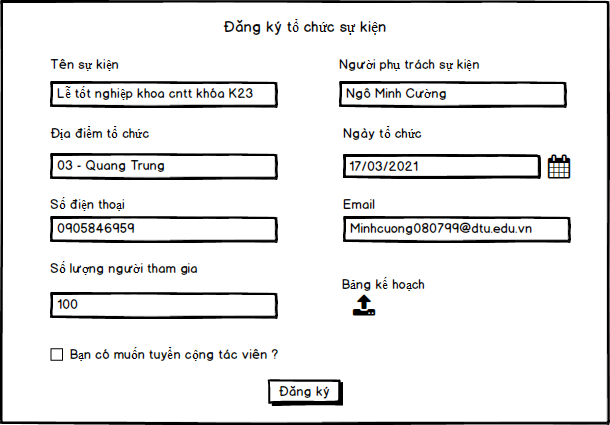 Đăng ký tổ chức sự kiện
Tên sự kiện
Người phụ trách sự kiện
Lễ tốt nghiệp khoa cntt khóa K23
Ngô Minh Cường
Địa điểm tổ chức
Ngày tổ chức
03 - Quang Trung
17/03/2021
Số điện thoại
Email
0905846959
Minhcuong080799@dtu.edu.vn
Số lượng người tham gia
Bảng kế hoạch
100
Bạn có muốn tuyển cộng tác viên ?
Đăng ký